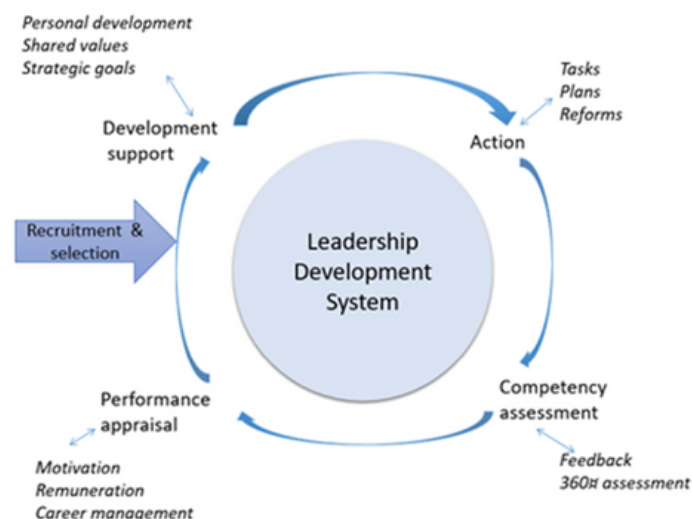 Personal development
Shared values
Strategic goals
Development
support
Tasks
Plans
Reforms
Action
Recruitment &
selection
Leadership
Development
System
Performance
appraisal
Competency
assessment
Motivation
Remuneration
Career management
Feedback
360¤ assessment